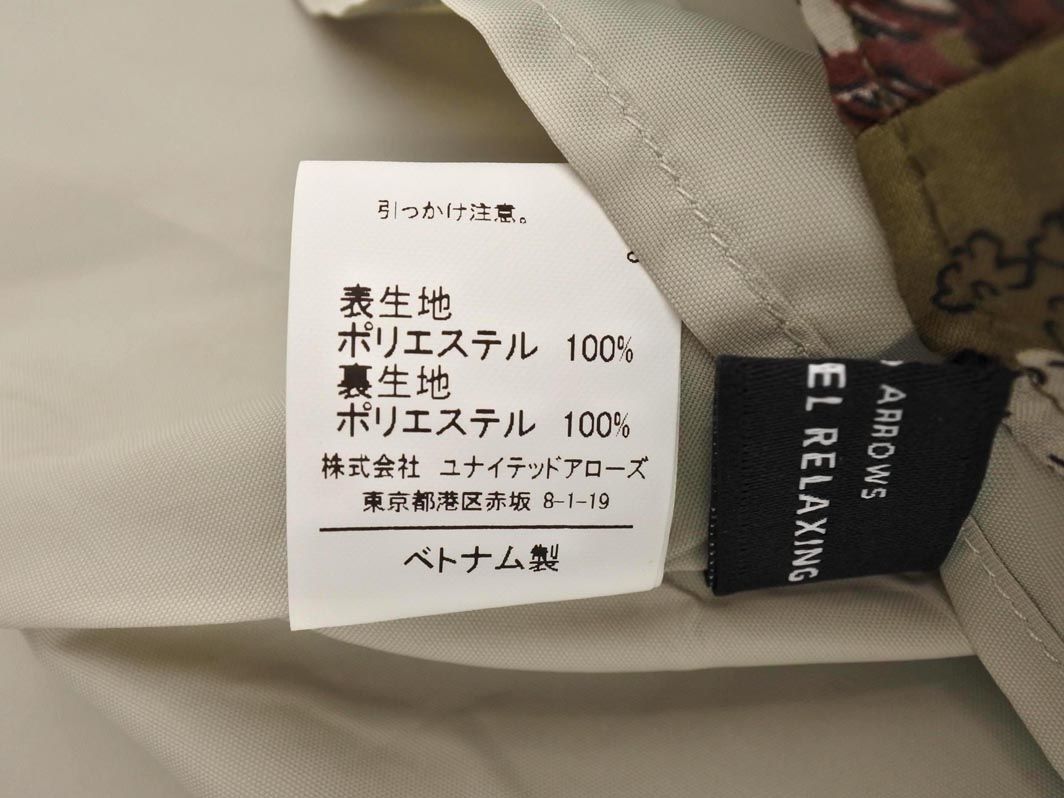 引っかけ注意。
表生地
ポリエステル 100%
裏生地
ポリエステル 100%
株式会社 ユナイテッドアローズ
東京都港区赤坂 8-1-19
ベトナム製
ARROWS
EL RELAXING